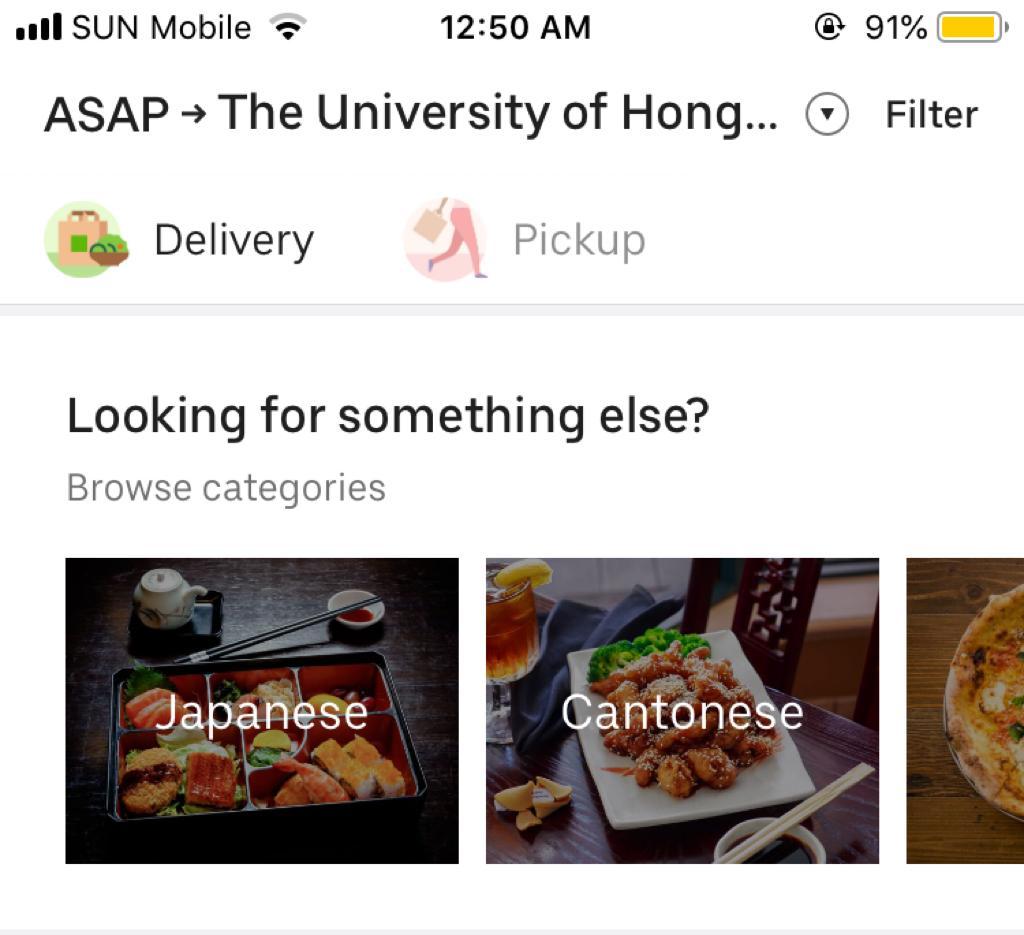 SUN Mobile 12:50 AM 91%
ASAP → The University of Hong... Filter
Delivery Pickup
Looking for something else?
Browse categories
Japanese Cantonese